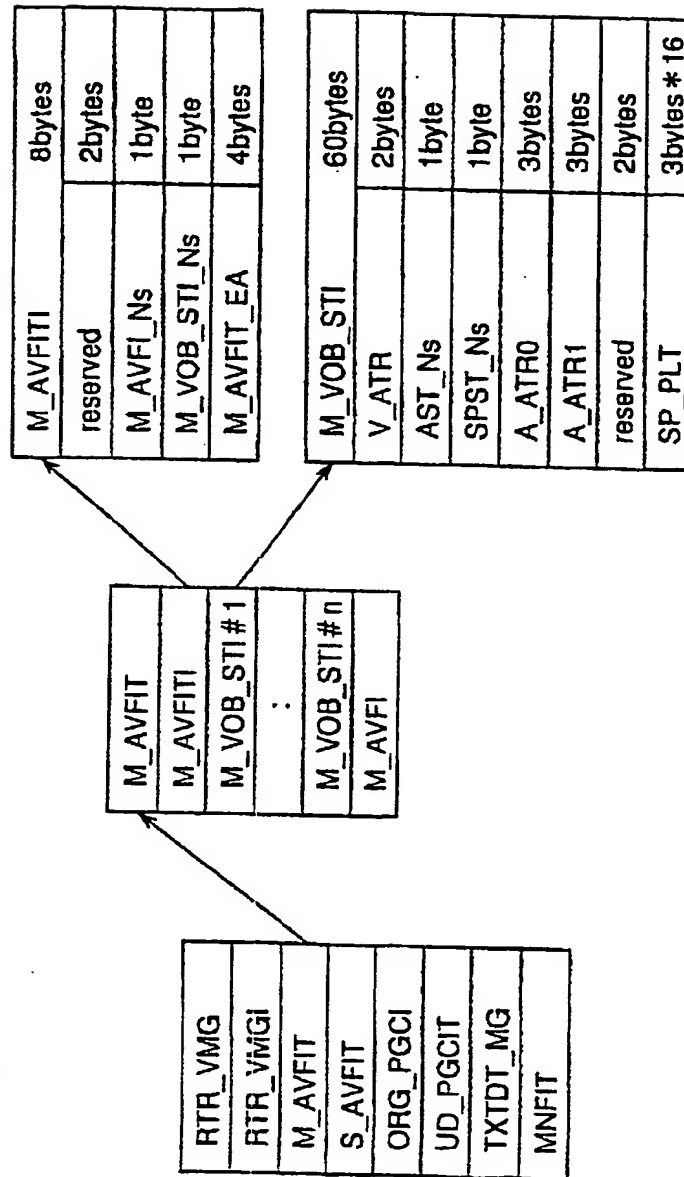 RTR_VMG
RTR_VMGI
M_AVFIT
S_AVFIT
ORG_PGCI
UD_PGCIT
TXTDT_MG
MNFIT
M_AVFIT
M_AVFITI
M_VOB_STI#1
:
M_VOB_STI#n
M_AVFI
M_AVFITI 8bytes
reserved 2bytes
M_AVFI_Ns 1byte
M_VOB_STI_Ns 1byte
M_AVFIT_EA 4bytes
M_VOB_STI 60bytes
V_ATR 2bytes
AST_Ns 1byte
SPST_Ns 1byte
A_ATR0 3bytes
A_ATR1 3bytes
reserved 2bytes
SP_PLT 3bytes*16